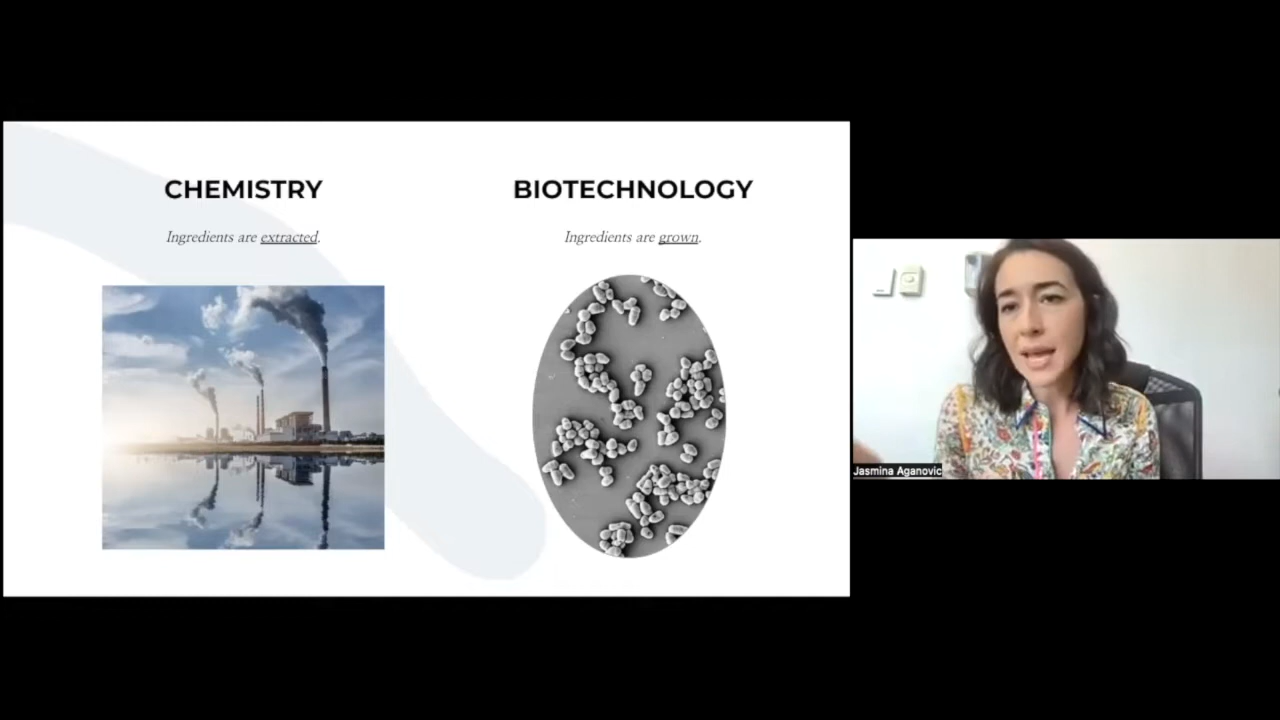 CHEMISTRY
Ingredients are extracted.
BIOTECHNOLOGY
Ingredients are grown.
Jasmina Aganovic